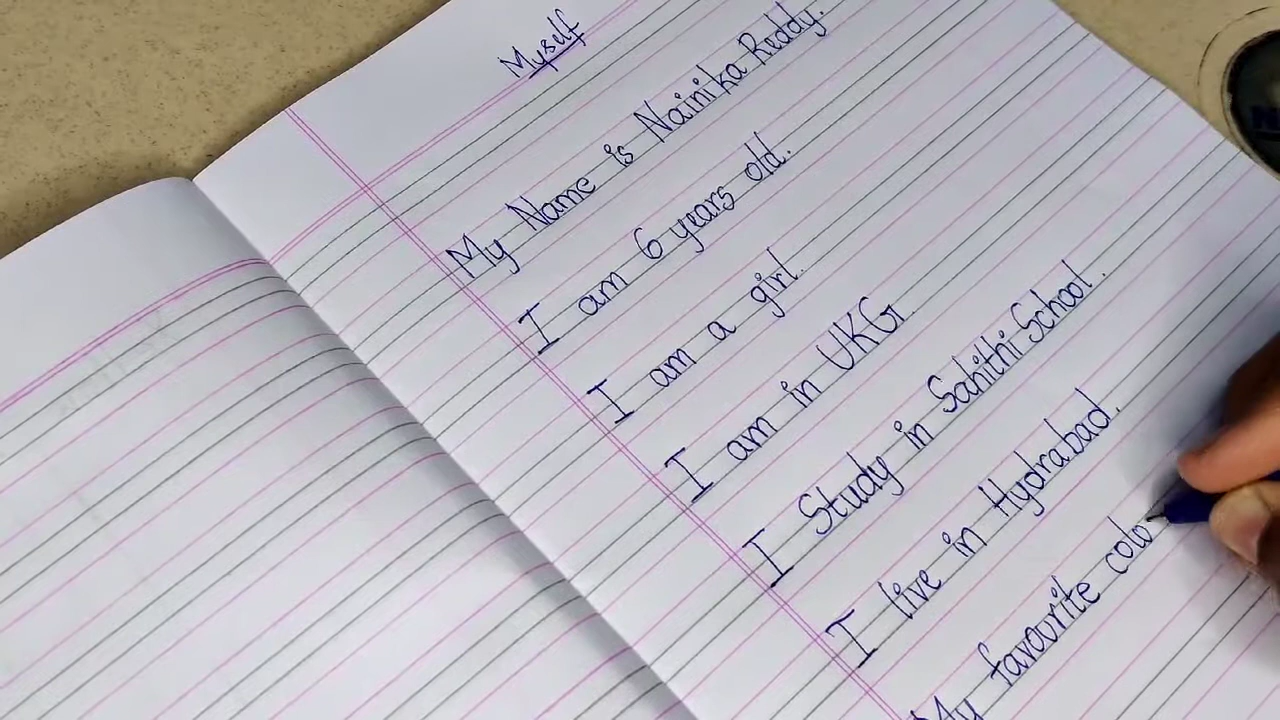 Myself
My Name is Nainika Reddy.
I am 6 years old.
I am a girl.
I am in UKG.
I Study in Sahithi School.
I live in Hydrabad.
My favourite colo